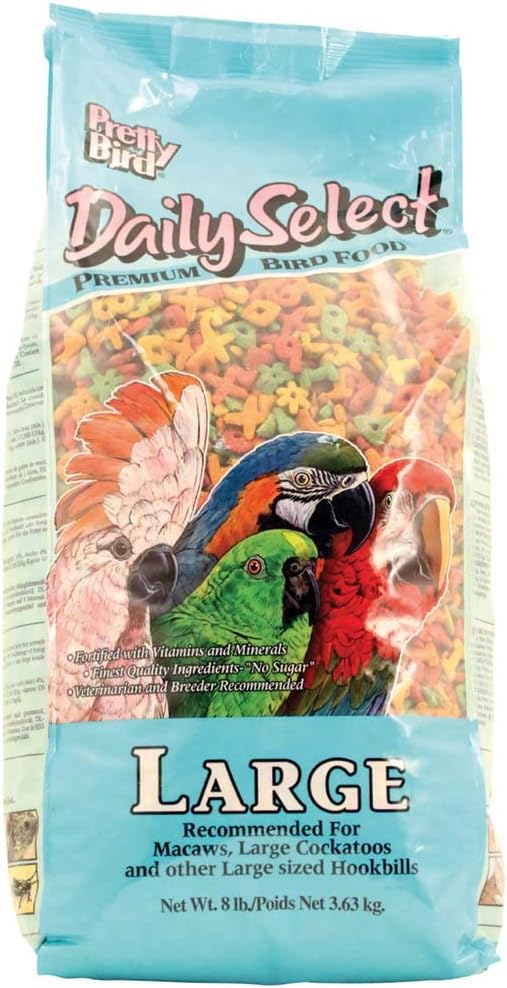 Pretty
Bird®
Daily Select®
PREMIUM BIRD FOOD
•Fortified with Vitamins and Minerals
•Finest Quality Ingredients-"No Sugar"
•Veterinarian and Breeder Recommended
LARGE
Recommended For
Macaws, Large Cockatoos
and other Large sized Hookbills
Net Wt. 8 lb./Poids Net 3.63 kg.